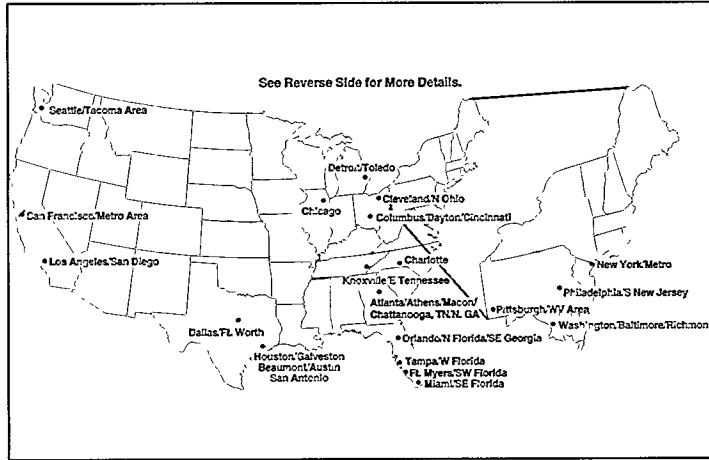 See Reverse Side for More Details.
Seattle/Tacoma Area
Detroit/Toledo
Cleveland/N Ohio
Chicago
Columbus/Dayton/Cincinnati
San Francisco/Metro Area
Los Angeles/San Diego
Charlotte
New York/Metro
Knoxville/E Tennessee
Philadelphia/S New Jersey
Atlanta/Athens/Macon/
Chattanooga, TN/N. GA
Pittsburgh/WV Area
Washington/Baltimore/Richmon
Dallas/Ft. Worth
Orlando/N Florida/SE Georgia
Houston/Galveston
Beaumont/Austin
San Antonio
Tampa/W Florida
Ft. Myers/SW Florida
Miami/SE Florida